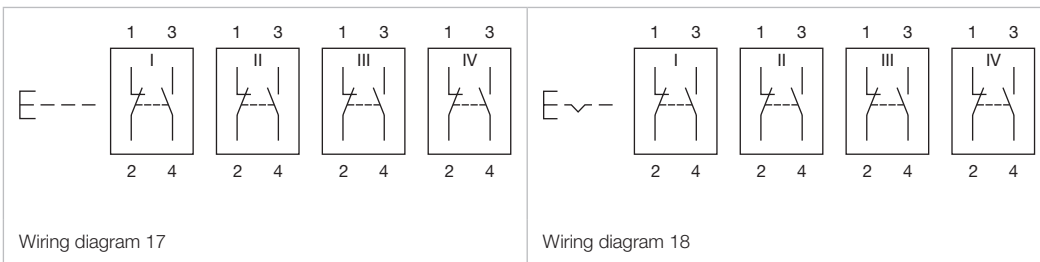 1 3 1 3 1 3 1 3
I II III IV
2 4 2 4 2 4 2 4
Wiring diagram 17
1 3 1 3 1 3 1 3
I II III IV
2 4 2 4 2 4 2 4
Wiring diagram 18